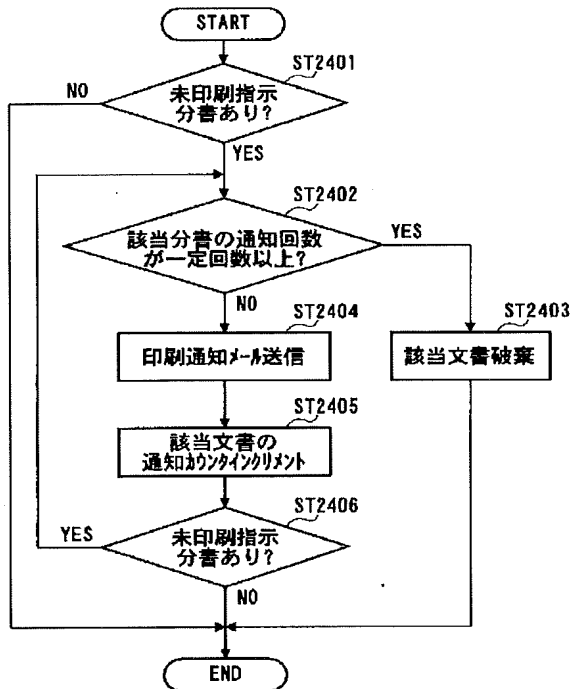 START
ST2401
NO
未印刷指示
分書あり?
YES
ST2402
該当分書の通知回数
が一定回数以上?
YES
NO
ST2404
印刷通知メール送信
ST2403
該当文書破棄
ST2405
該当文書の
通知口カウンタインクリメント
ST2406
YES
未印刷指示
分書あり?
NO
END